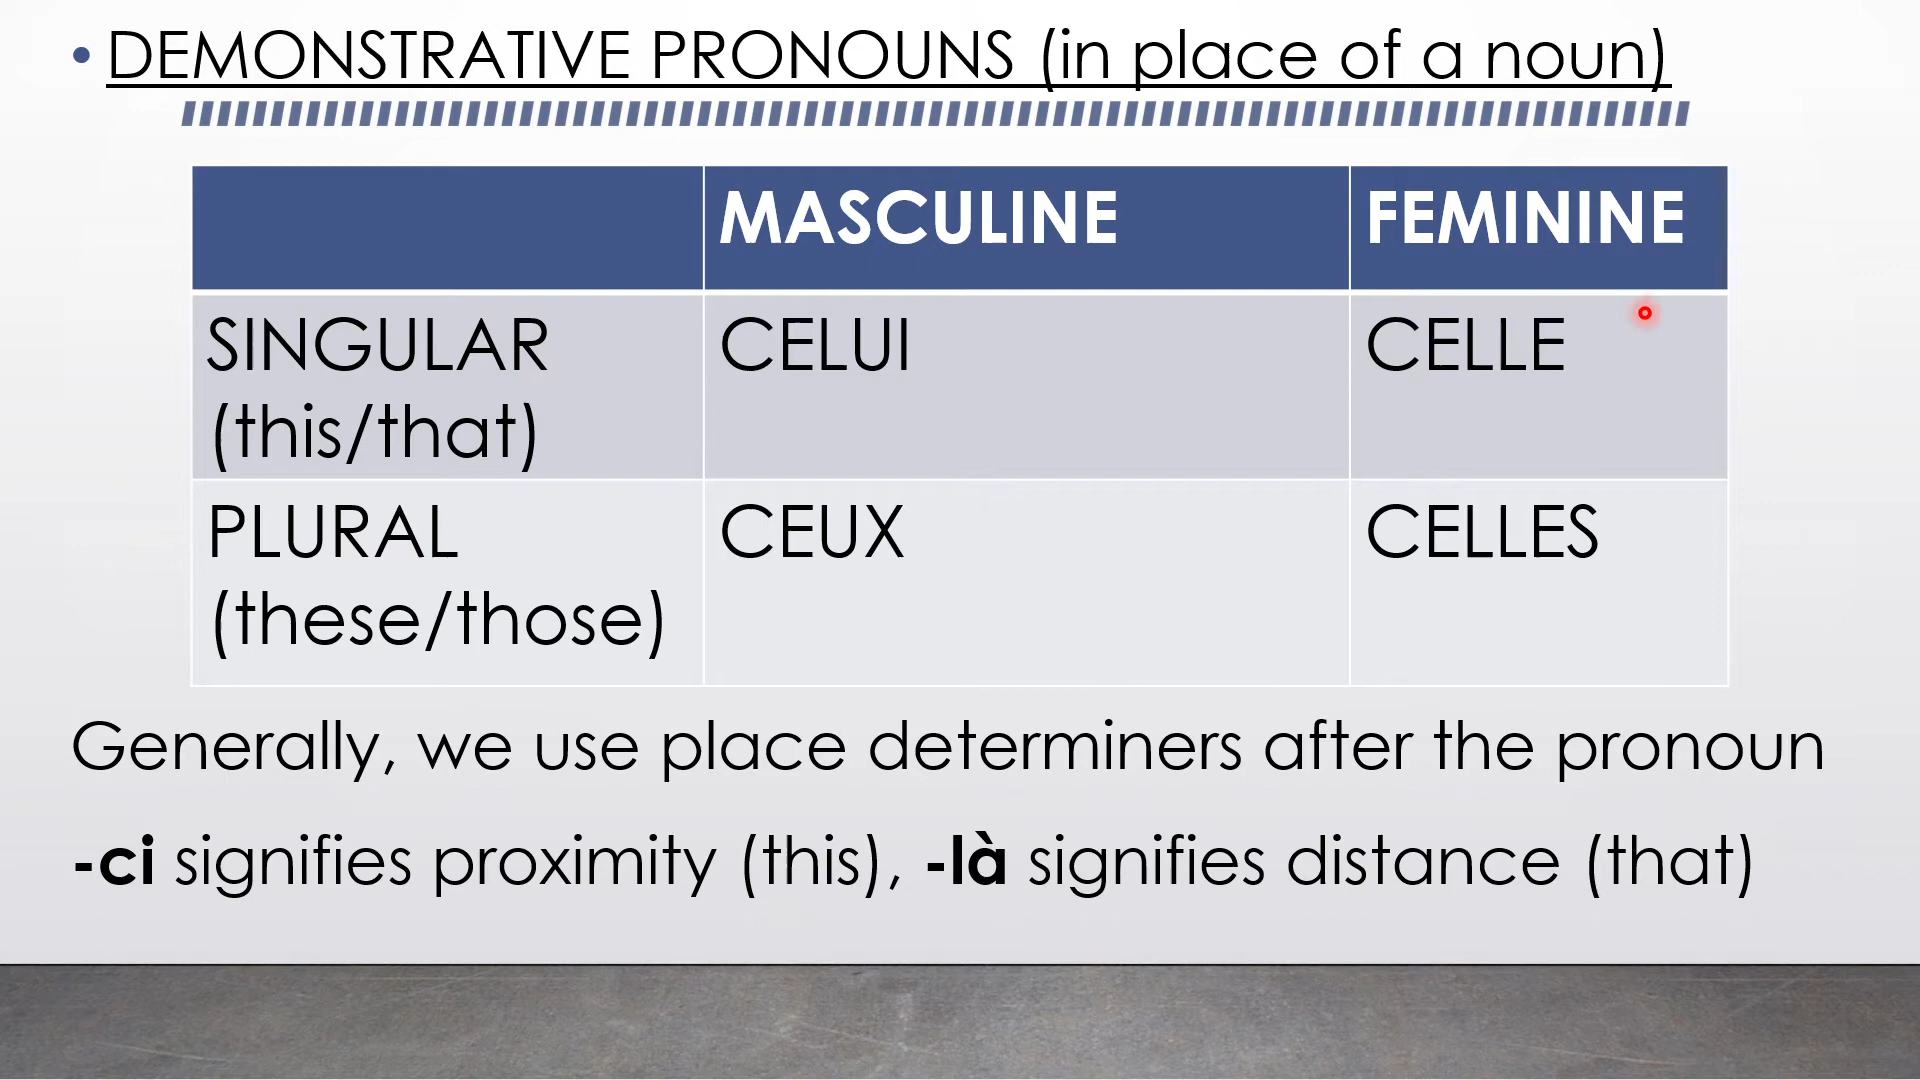 • DEMONSTRATIVE PRONOUNS (in place of a noun)
MASCULINE FEMININE
SINGULAR CELUI CELLE
(this/that)
PLURAL CEUX CELLES
(these/those)
Generally, we use place determiners after the pronoun
-ci signifies proximity (this), -là signifies distance (that)